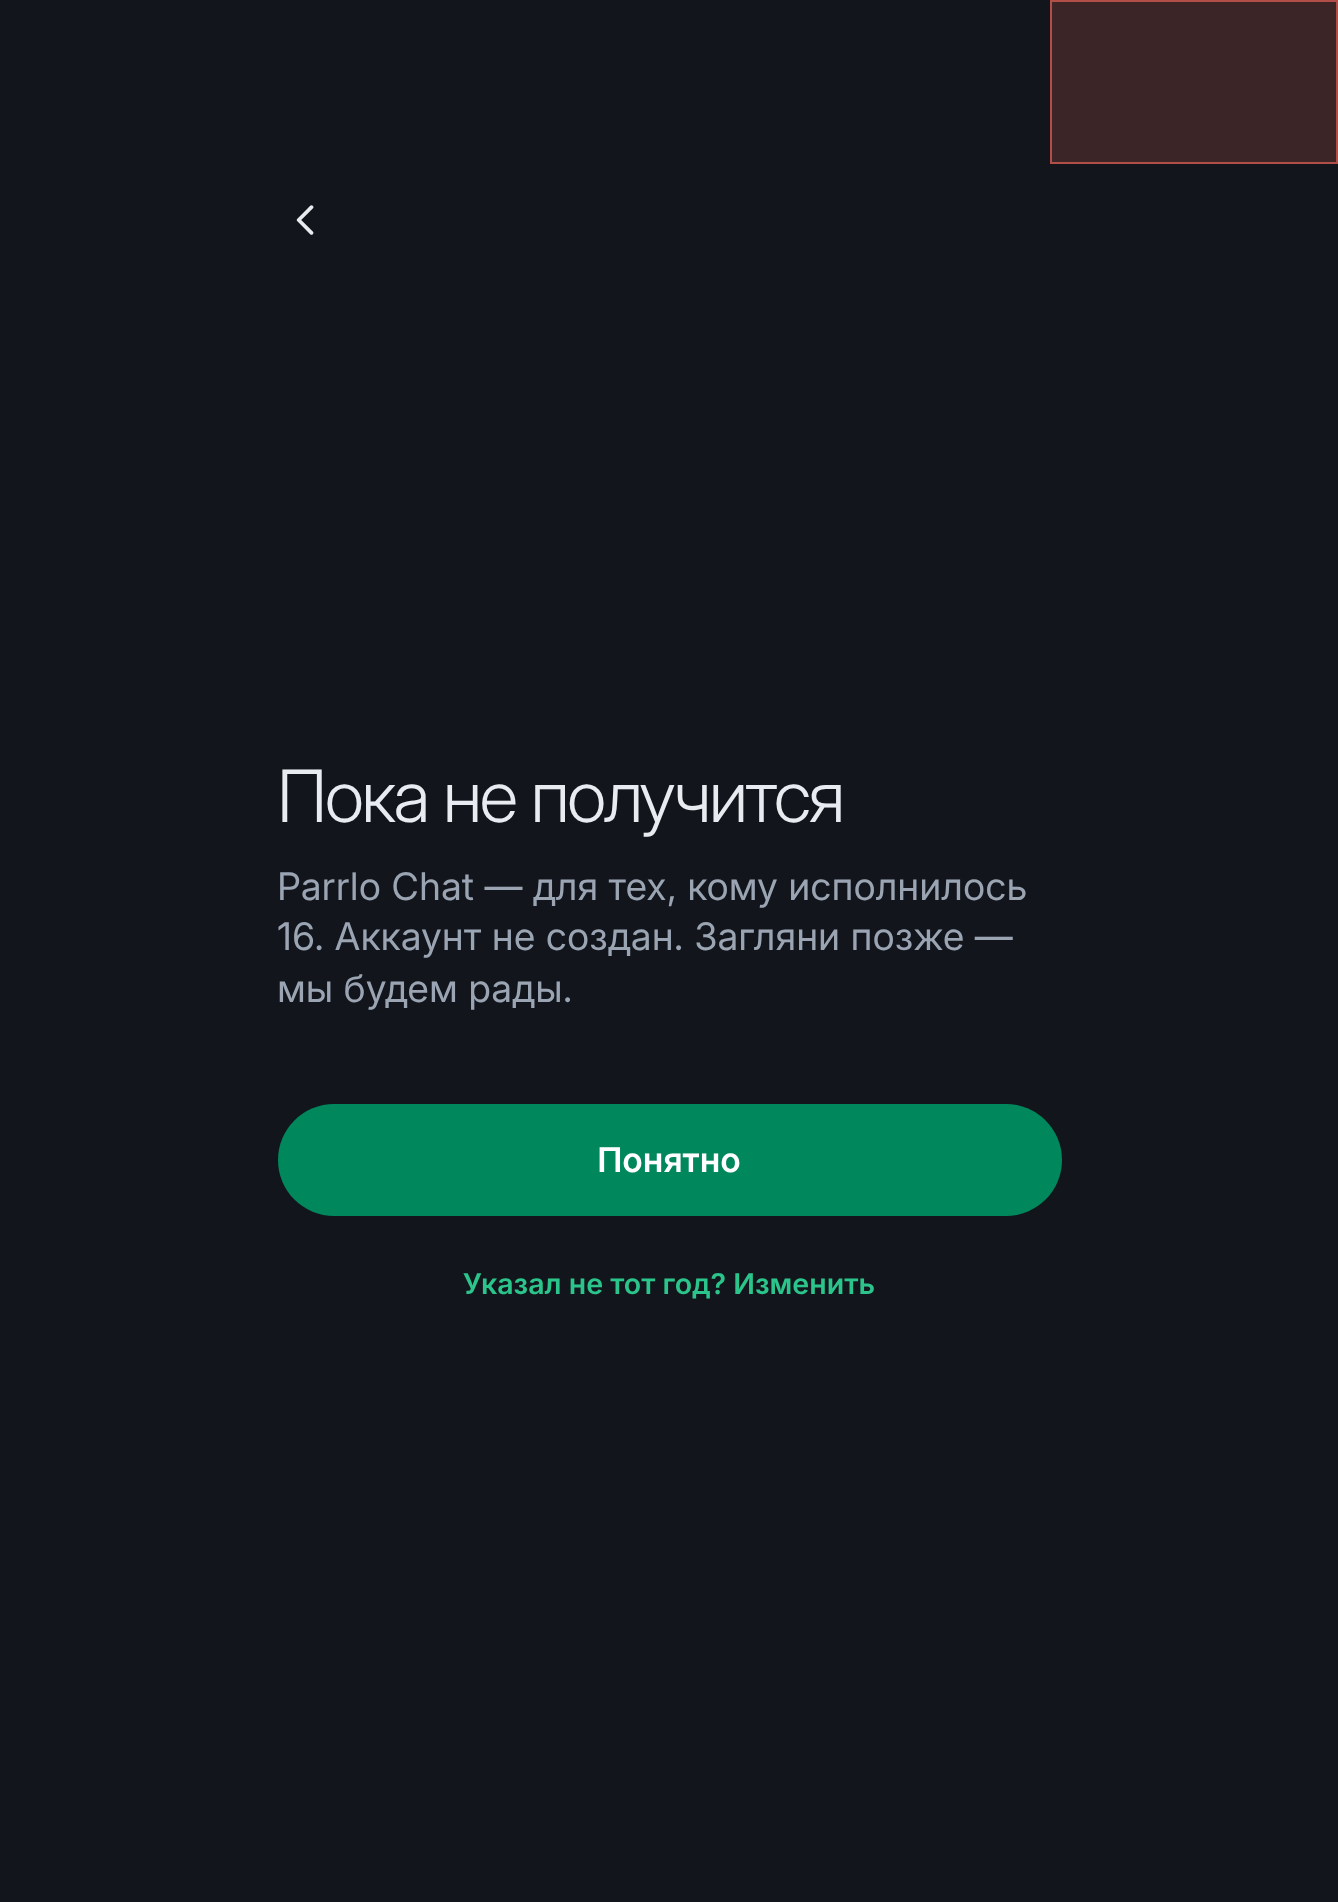 Пока не получится
Parrlo Chat — для тех, кому исполнилось
16. Аккаунт не создан. Загляни позже —
мы будем рады.
Понятно
Указал не тот год? Изменить